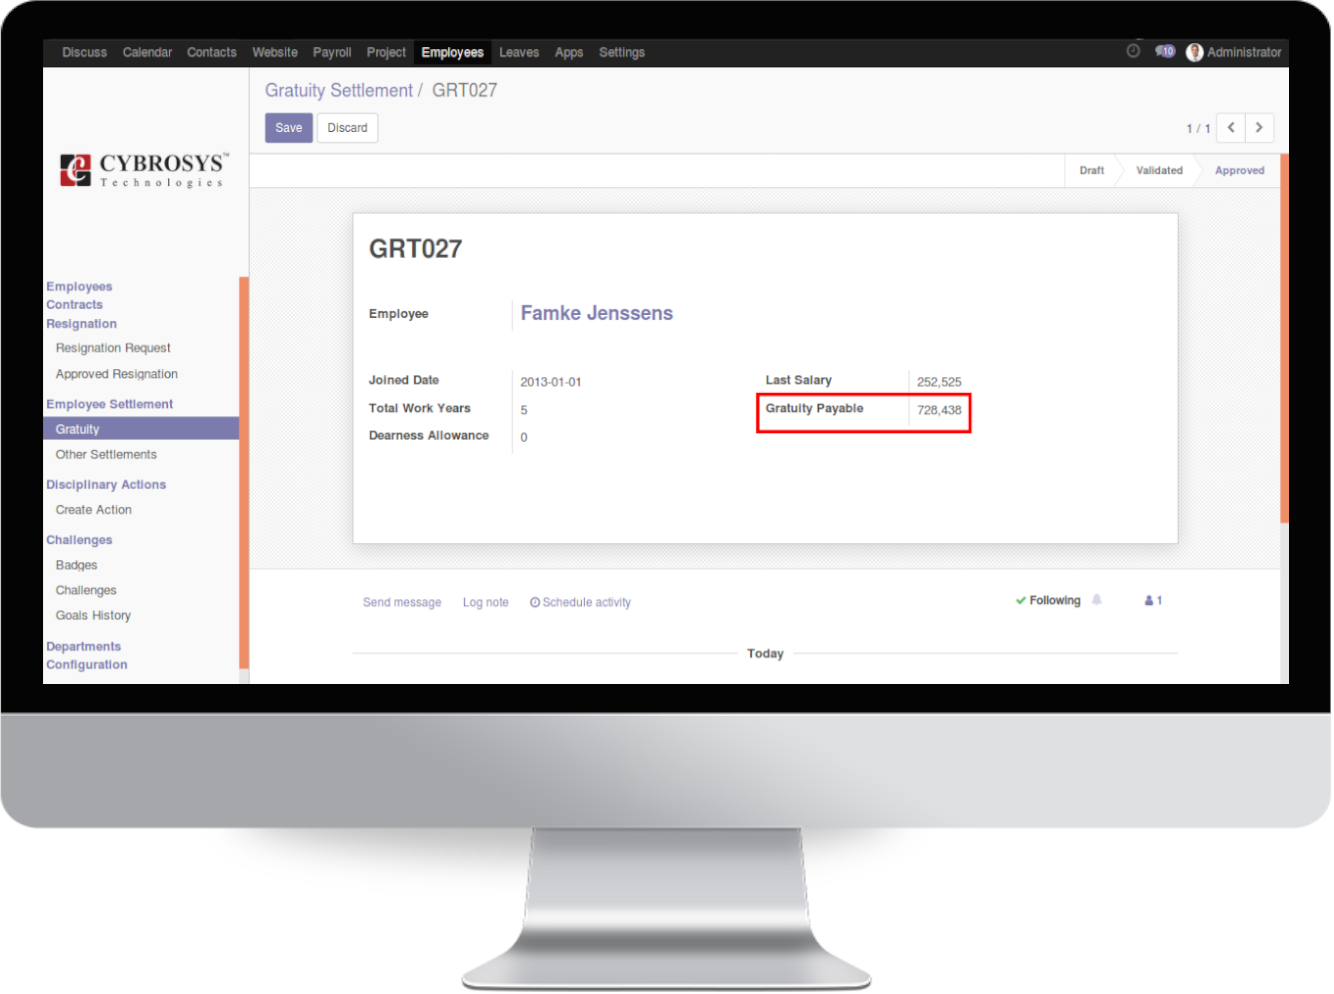 Discuss Calendar Contacts Website Payroll Project Employees Leaves Apps Settings 10 Administrator
Gratuity Settlement / GRT027
Save Discard 1 / 1
CYBROSYS™
Technologies
Draft Validated Approved
GRT027
Employee Famke Jenssens
Joined Date 2013-01-01 Last Salary 252,525
Total Work Years 5 Gratuity Payable 728,438
Dearness Allowance 0
Employees
Contracts
Resignation
Resignation Request
Approved Resignation
Employee Settlement
Gratuity
Other Settlements
Disciplinary Actions
Create Action
Challenges
Badges
Challenges
Goals History
Departments
Configuration
Send message Log note Schedule activity Following 1
Today